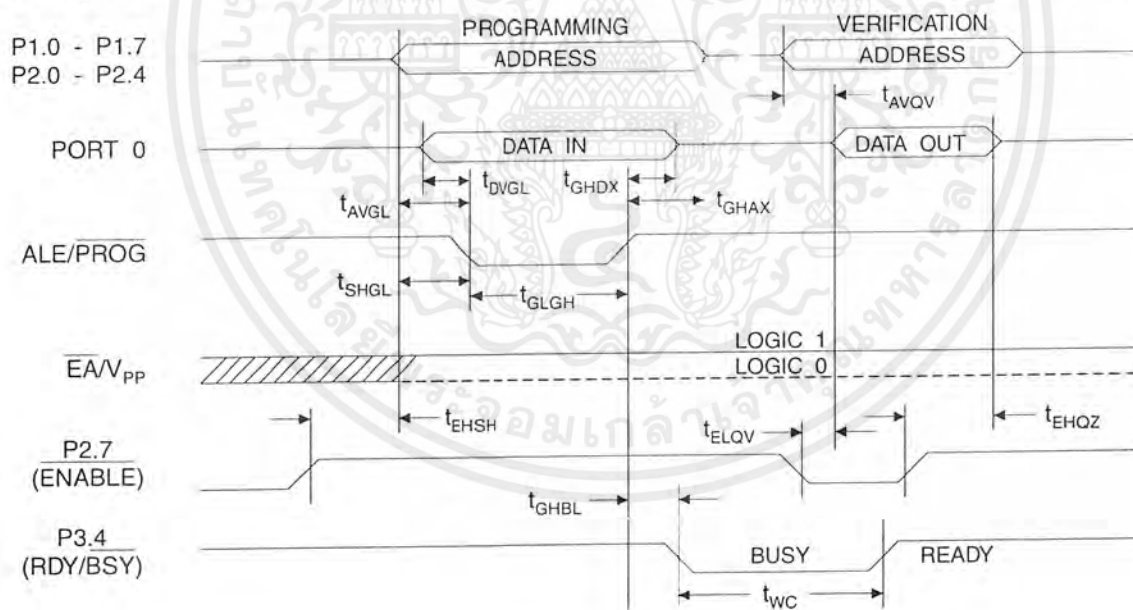 PROGRAMMING
VERIFICATION
P1.0 - P1.7
P2.0 - P2.4
ADDRESS
ADDRESS
tAVQV
PORT 0
DATA IN
DATA OUT
tDVGL
tGHDX
tAVGL
tGHAX
ALE/PROG
tSHGL
tGLGH
LOGIC 1
EA/VPP
LOGIC 0
tEHSH
tELQV
tEHQZ
P2.7
(ENABLE)
tGHBL
P3.4
(RDY/BSY)
BUSY
READY
tWC